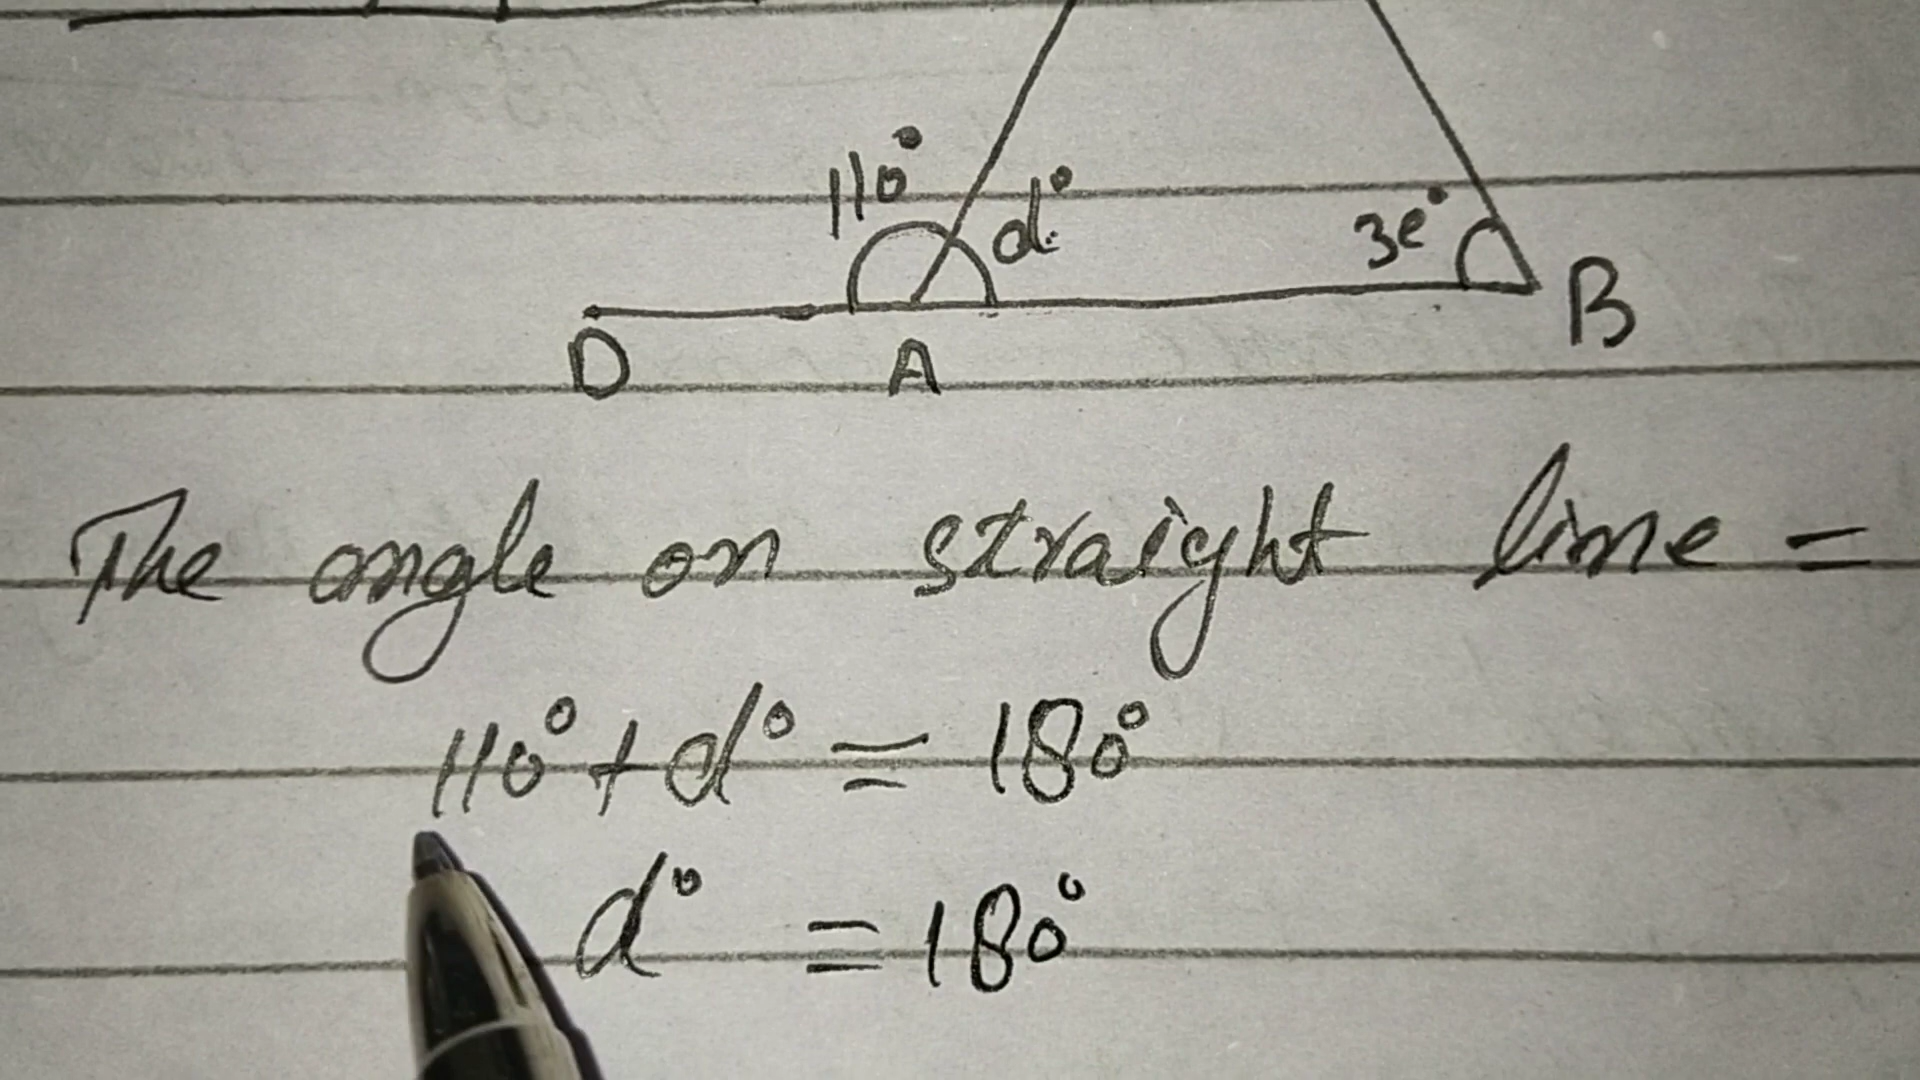 110° d° 3e°
D A B
The angle on straight line =
110° + d° = 180°
d° = 180°